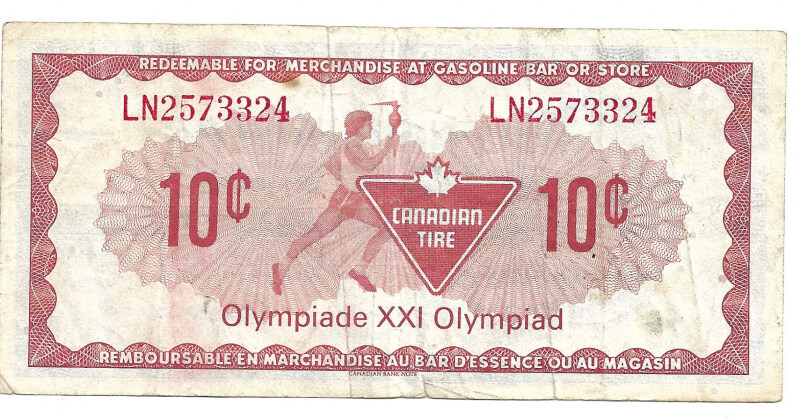 REDEEMABLE FOR MERCHANDISE AT GASOLINE BAR OR STORE
LN2573324 LN2573324
10¢ 10¢
CANADIAN
TIRE
Olympiade XXI Olympiad
REMBOURSABLE EN MARCHANDISE AU BAR D'ESSENCE OU AU MAGASIN
CANADIAN BANK NOTE